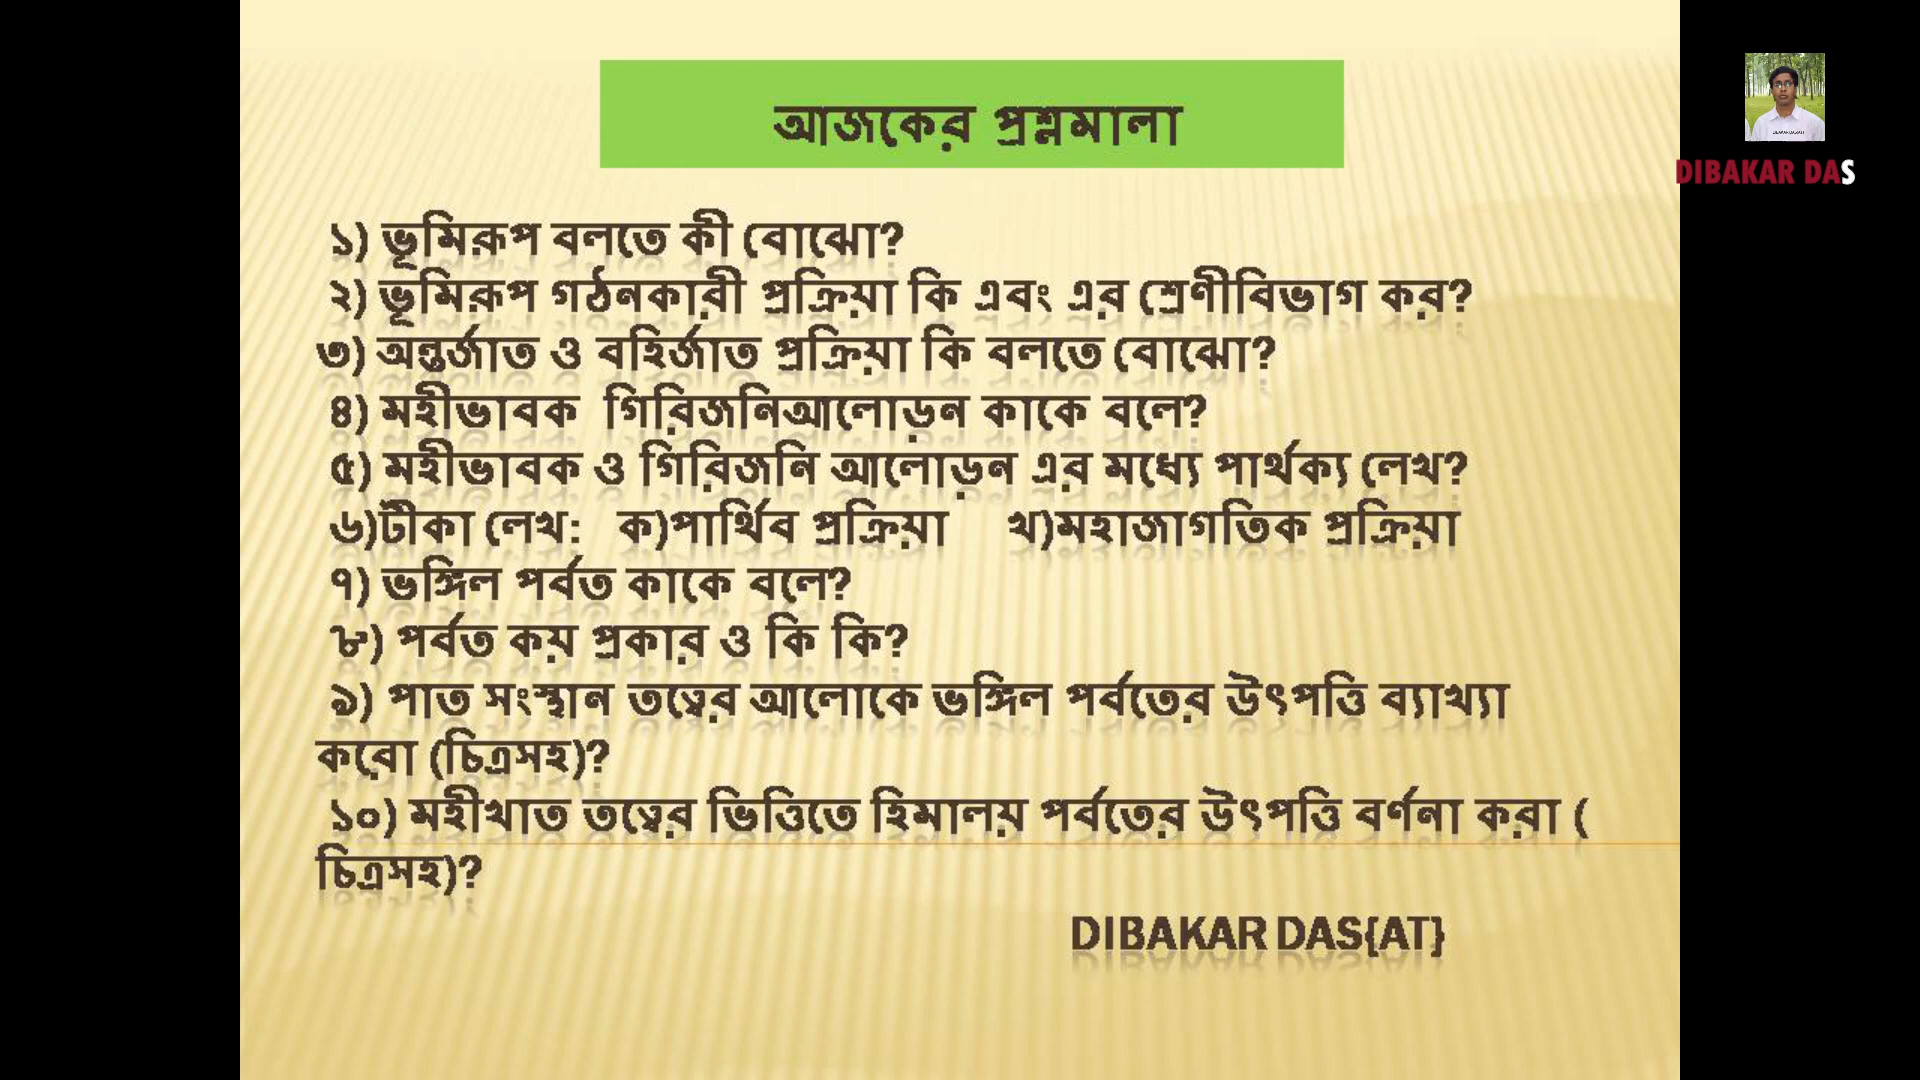 আজকের প্রশ্নমালা
DIBAKAR DAS
১) ভূমিরূপ বলতে কী বোঝো?
২) ভূমিরূপ গঠনকারী প্রক্রিয়া কি এবং এর শ্রেণীবিভাগ কর?
৩) অন্তর্জাত ও বহির্জাত প্রক্রিয়া কি বলতে বোঝো?
৪) মহীভাবক গিরিজনিআলোড়ন কাকে বলে?
৫) মহীভাবক ও গিরিজনি আলোড়ন এর মধ্যে পার্থক্য লেখ?
৬)টীকা লেখ: ক)পার্থিব প্রক্রিয়া খ)মহাজাগতিক প্রক্রিয়া
৭) ভঙ্গিল পর্বত কাকে বলে?
৮) পর্বত কয় প্রকার ও কি কি?
৯) পাত সংস্থান তত্ত্বের আলোকে ভঙ্গিল পর্বতের উৎপত্তি ব্যাখ্যা
করো (চিত্রসহ)?
১০) মহীখাত তত্ত্বের ভিত্তিতে হিমালয় পর্বতের উৎপত্তি বর্ণনা করা (
চিত্রসহ)?
DIBAKAR DAS{AT}